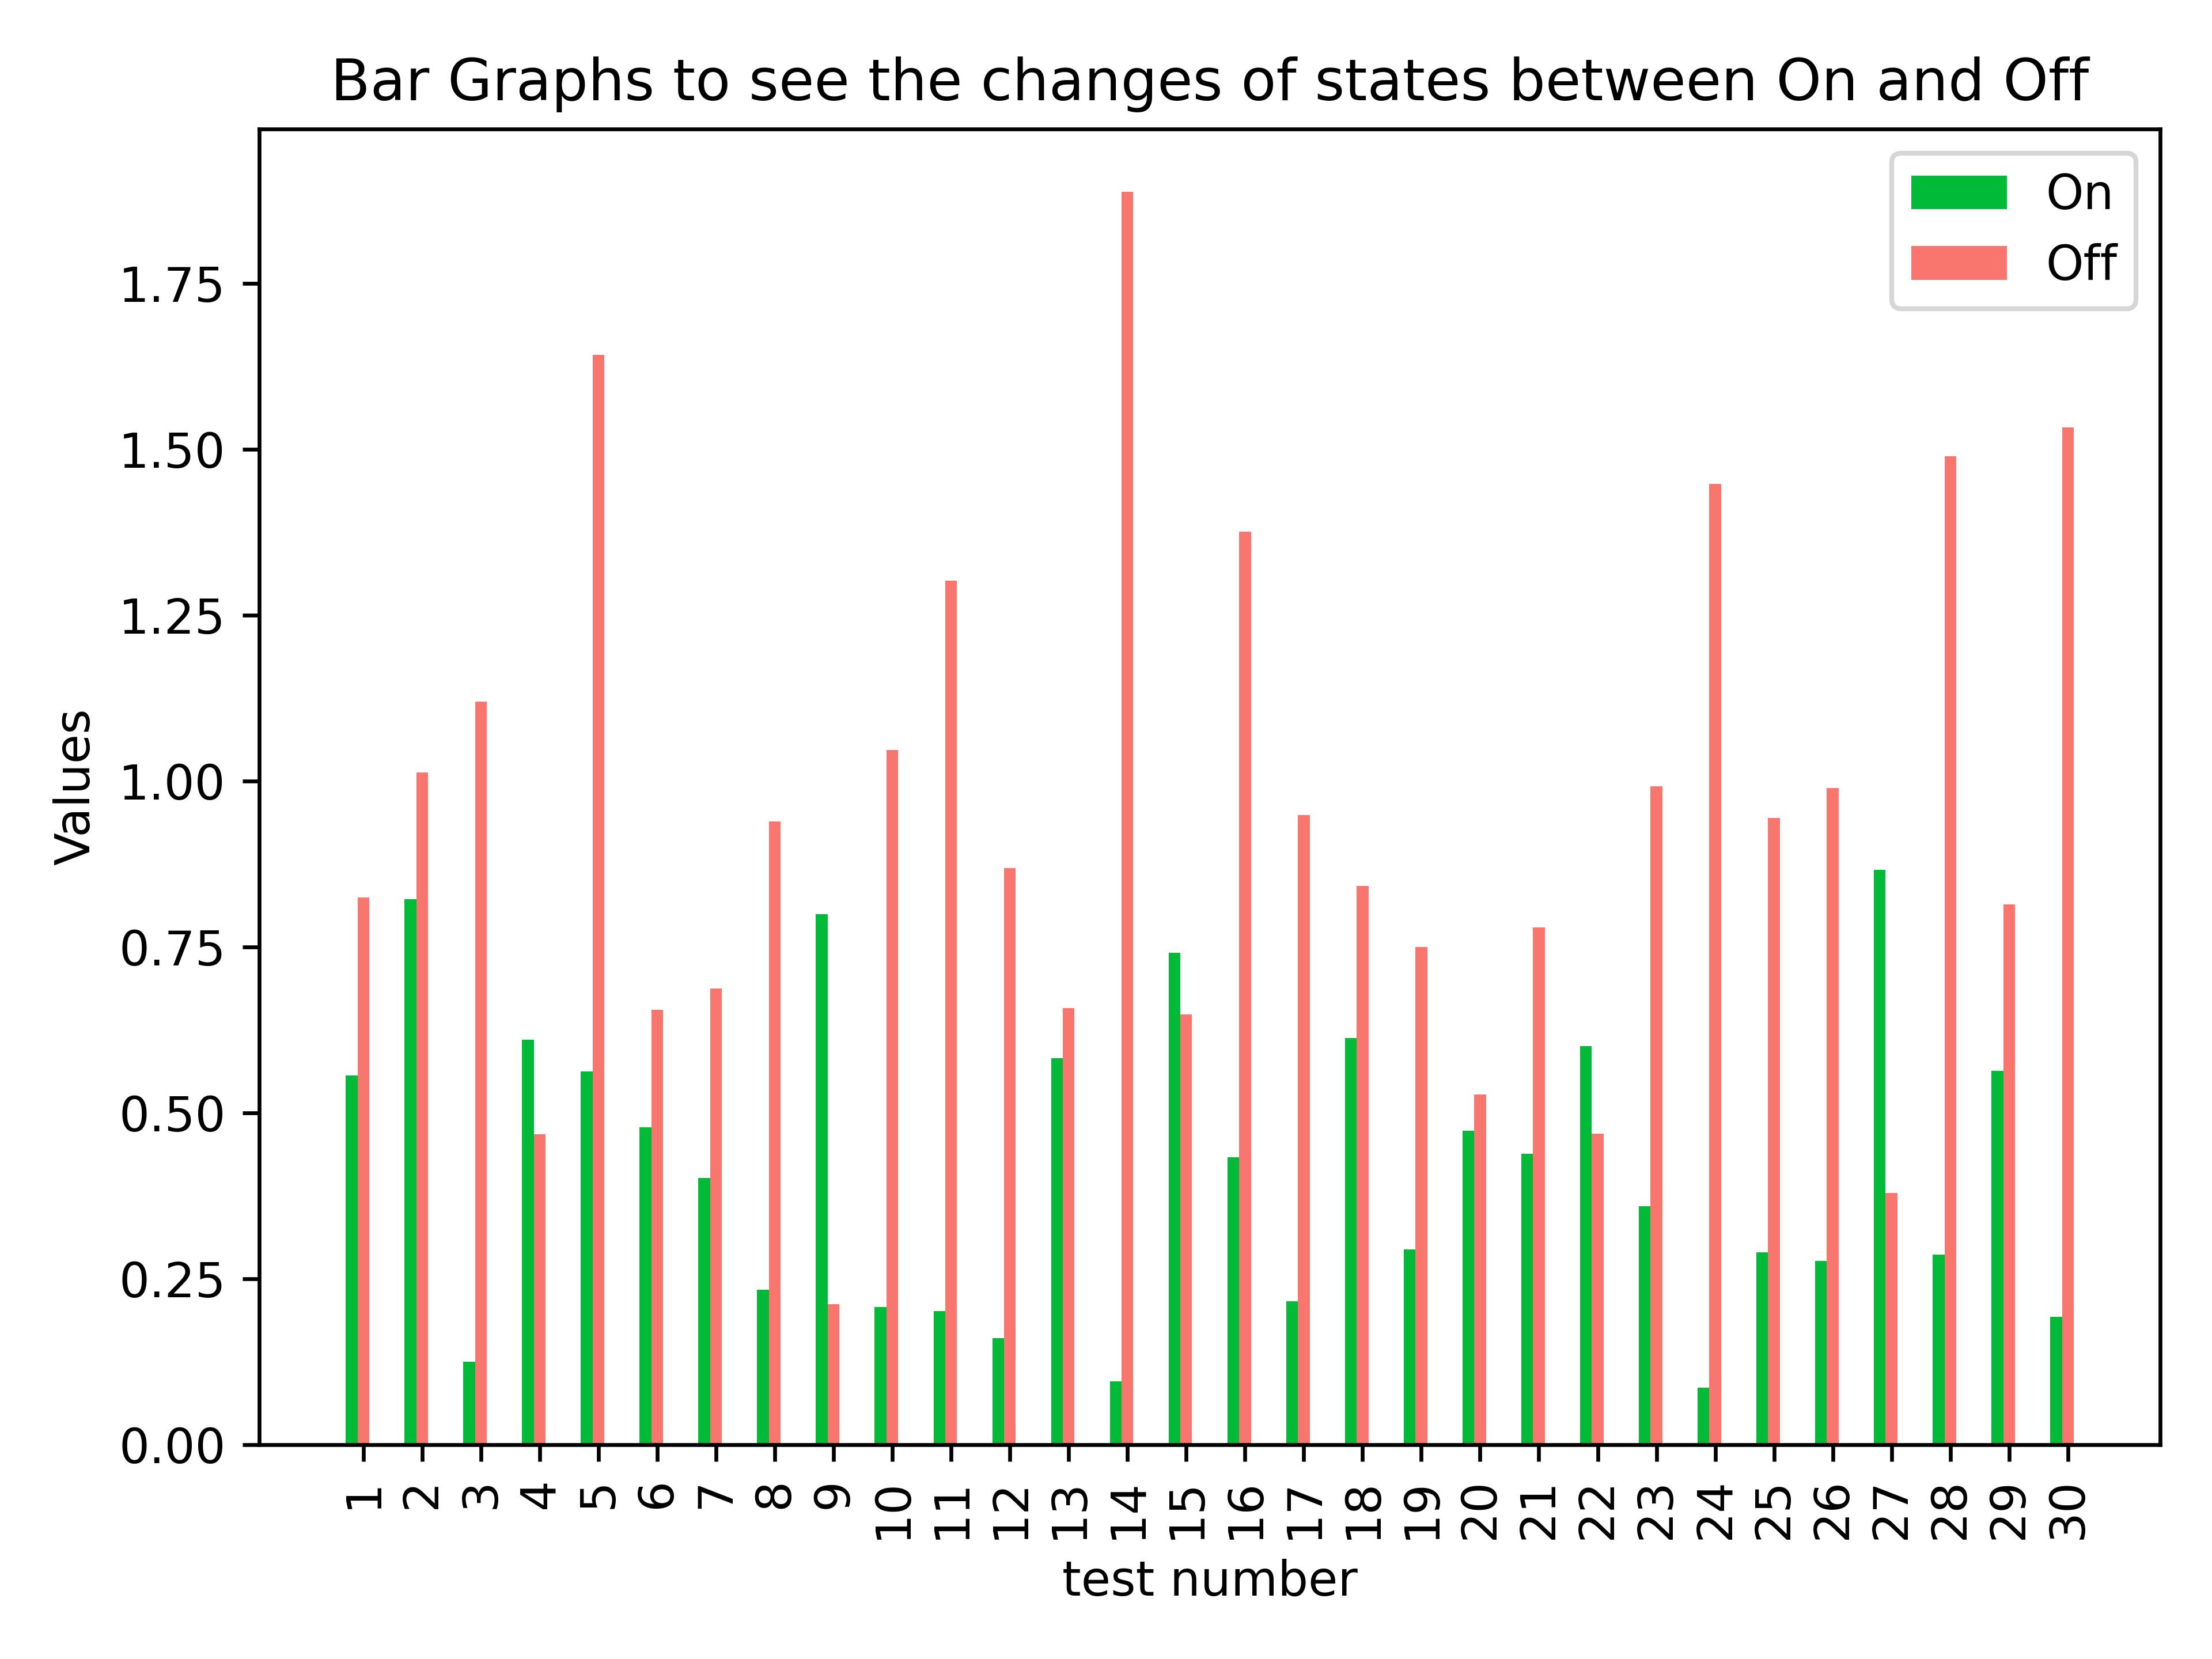 Bar Graphs to see the changes of states between On and Off
On
Off
Values
1.75
1.50
1.25
1.00
0.75
0.50
0.25
0.00
1 2 3 4 5 6 7 8 9 10 11 12 13 14 15 16 17 18 19 20 21 22 23 24 25 26 27 28 29 30
test number